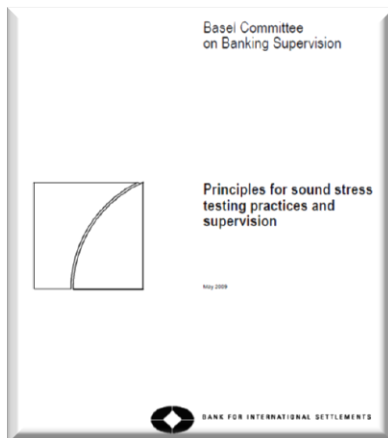 Basel Committee
on Banking Supervision
Principles for sound stress
testing practices and
supervision
May 2009
BANK FOR INTERNATIONAL SETTLEMENTS